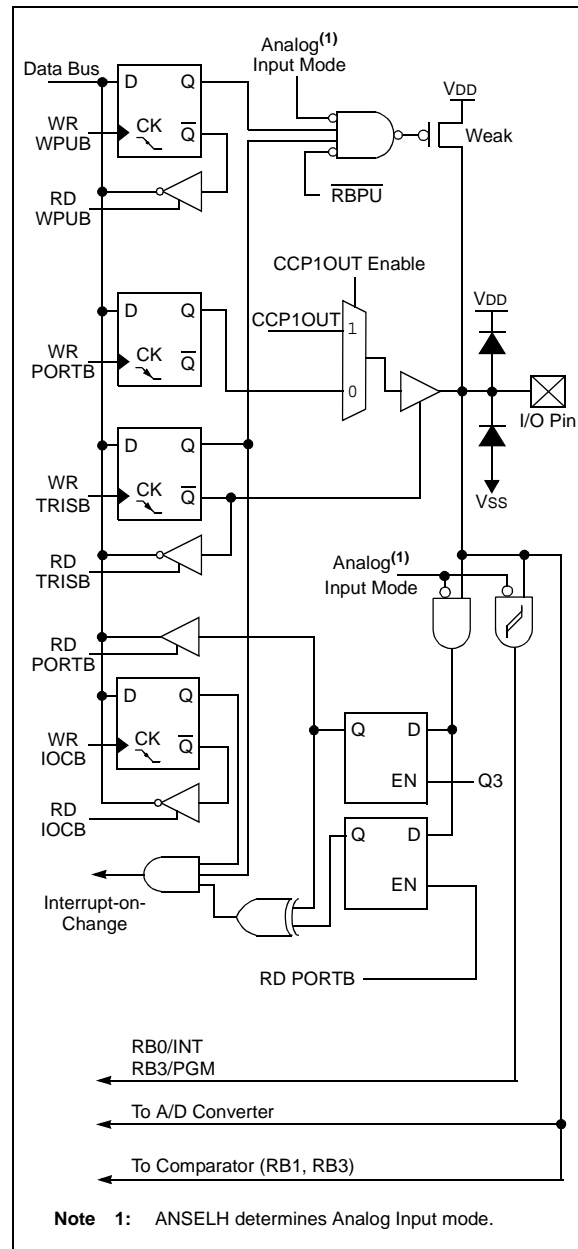 Analog(1)
Input Mode
Data Bus
D Q
VDD
WR
WPUB
CK Q
Weak
RD
WPUB
RBPU
CCP1OUT Enable
D Q
CCP1OUT
1
VDD
WR
PORTB
CK Q
0
I/O Pin
D Q
WR
TRISB
CK Q
VSS
RD
TRISB
Analog(1)
Input Mode
RD
PORTB
D Q
Q D
WR
IOCB
CK Q
EN
Q3
RD
IOCB
Q D
EN
Interrupt-on-
Change
RD PORTB
RB0/INT
RB3/PGM
To A/D Converter
To Comparator (RB1, RB3)
Note 1: ANSELH determines Analog Input mode.